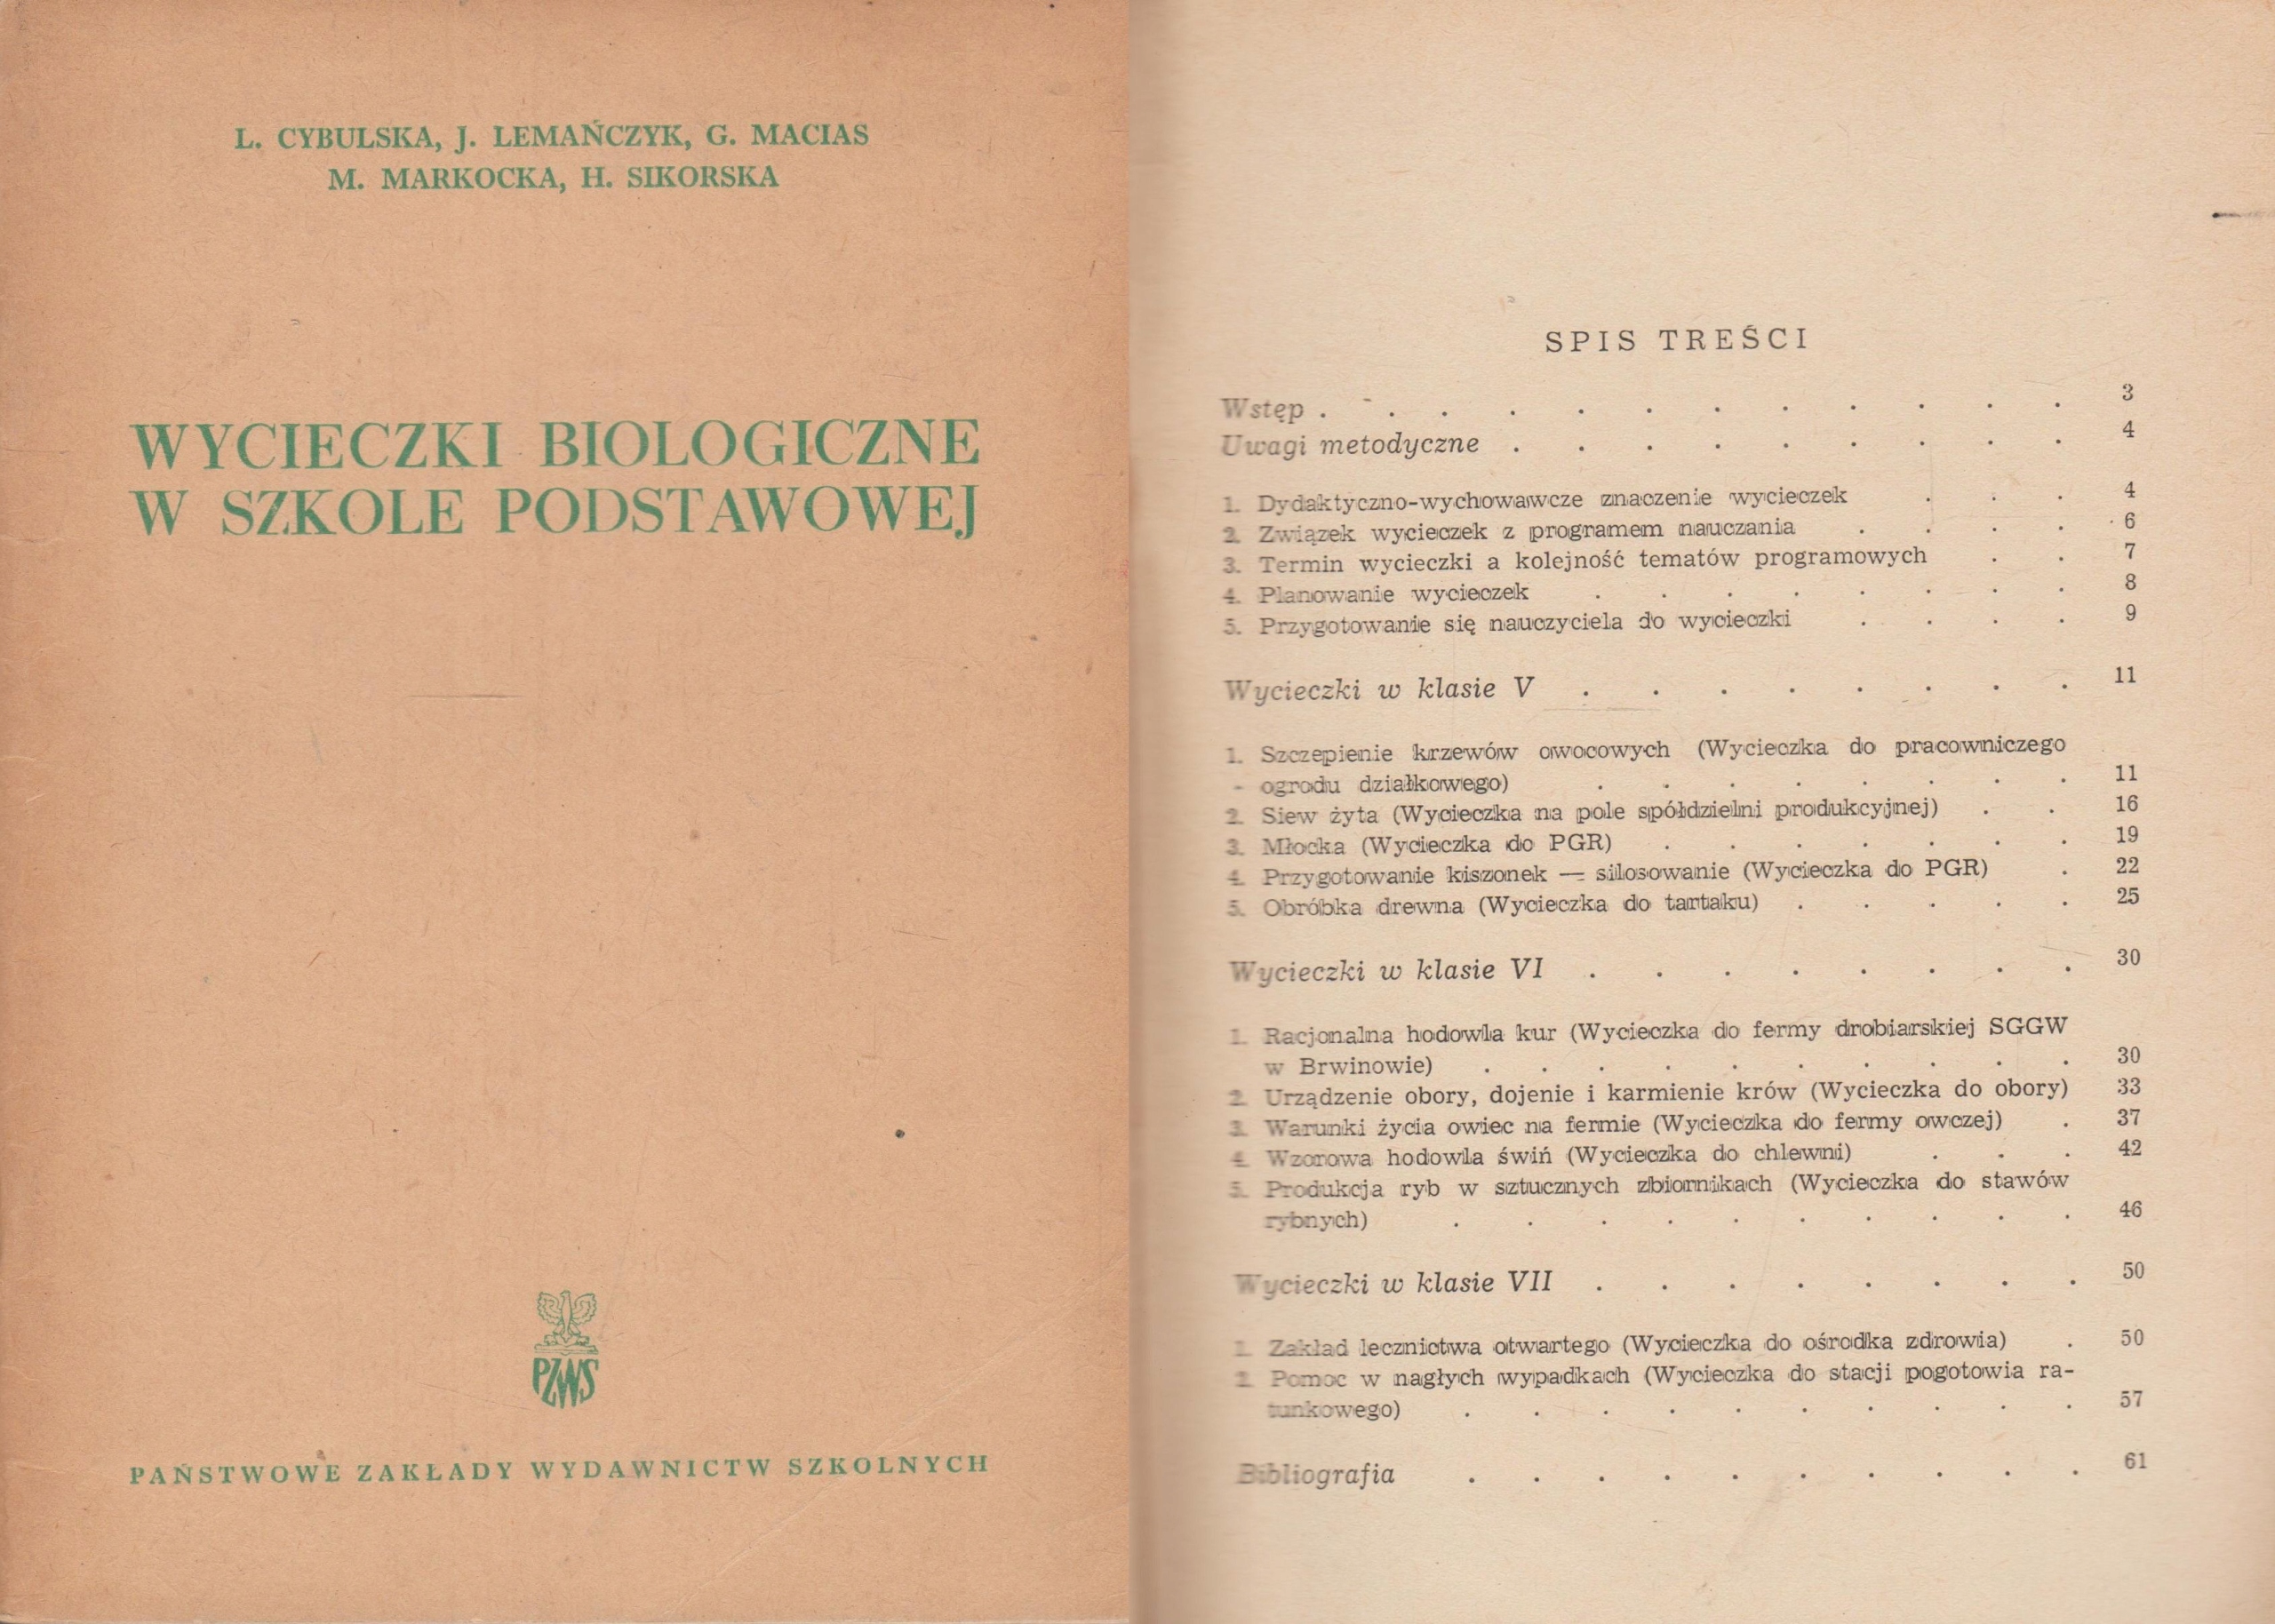 L. CYBULSKA, J. LEMAŃCZYK, G. MACIAS
M. MARKOCKA, H. SIKORSKA
WYCIECZKI BIOLOGICZNE
W SZKOLE PODSTAWOWEJ
PZWS
PAŃSTWOWE ZAKŁADY WYDAWNICTW SZKOLNYCH
SPIS TREŚCI
Wstęp . . . . . . . . . . . . 3
Uwagi metodyczne . . . . . . . . . 4
1. Dydaktyczno-wychowawcze znaczenie wycieczek . . . 4
2. Związek wycieczek z programem nauczania . . . . 6
3. Termin wycieczki a kolejność tematów programowych . . 7
4. Planowanie wycieczek . . . . . . . . 8
5. Przygotowanie się nauczyciela do wycieczki . . . . 9
Wycieczki w klasie V . . . . . . . . 11
1. Szczepienie krzewów owocowych (Wycieczka do pracowniczego
- ogrodu działkowego) . . . . . . . . 11
2. Siew żyta (Wycieczka na pole spółdzielni produkcyjnej) . . 16
3. Młocka (Wycieczka do PGR) . . . . . . . 19
4. Przygotowanie kiszonek — silosowanie (Wycieczka do PGR) . 22
5. Obróbka drewna (Wycieczka do tartaku) . . . . . 25
Wycieczki w klasie VI . . . . . . . . 30
1. Racjonalna hodowla kur (Wycieczka do fermy drobiarskiej SGGW
w Brwinowie) . . . . . . . . . . 30
2. Urządzenie obory, dojenie i karmienie krów (Wycieczka do obory) 33
3. Warunki życia owiec na fermie (Wycieczka do fermy owczej) . 37
4. Wzorowa hodowla świń (Wycieczka do chlewni) . . . 42
5. Produkcja ryb w sztucznych zbiornikach (Wycieczka do stawów
rybnych) . . . . . . . . . . 46
Wycieczki w klasie VII . . . . . . . . 50
1. Zakład lecznictwa otwartego (Wycieczka do ośrodka zdrowia) . 50
2. Pomoc w nagłych wypadkach (Wycieczka do stacji pogotowia ra-
tunkowego) . . . . . . . . . . 57
Bibliografia . . . . . . . . . . 61